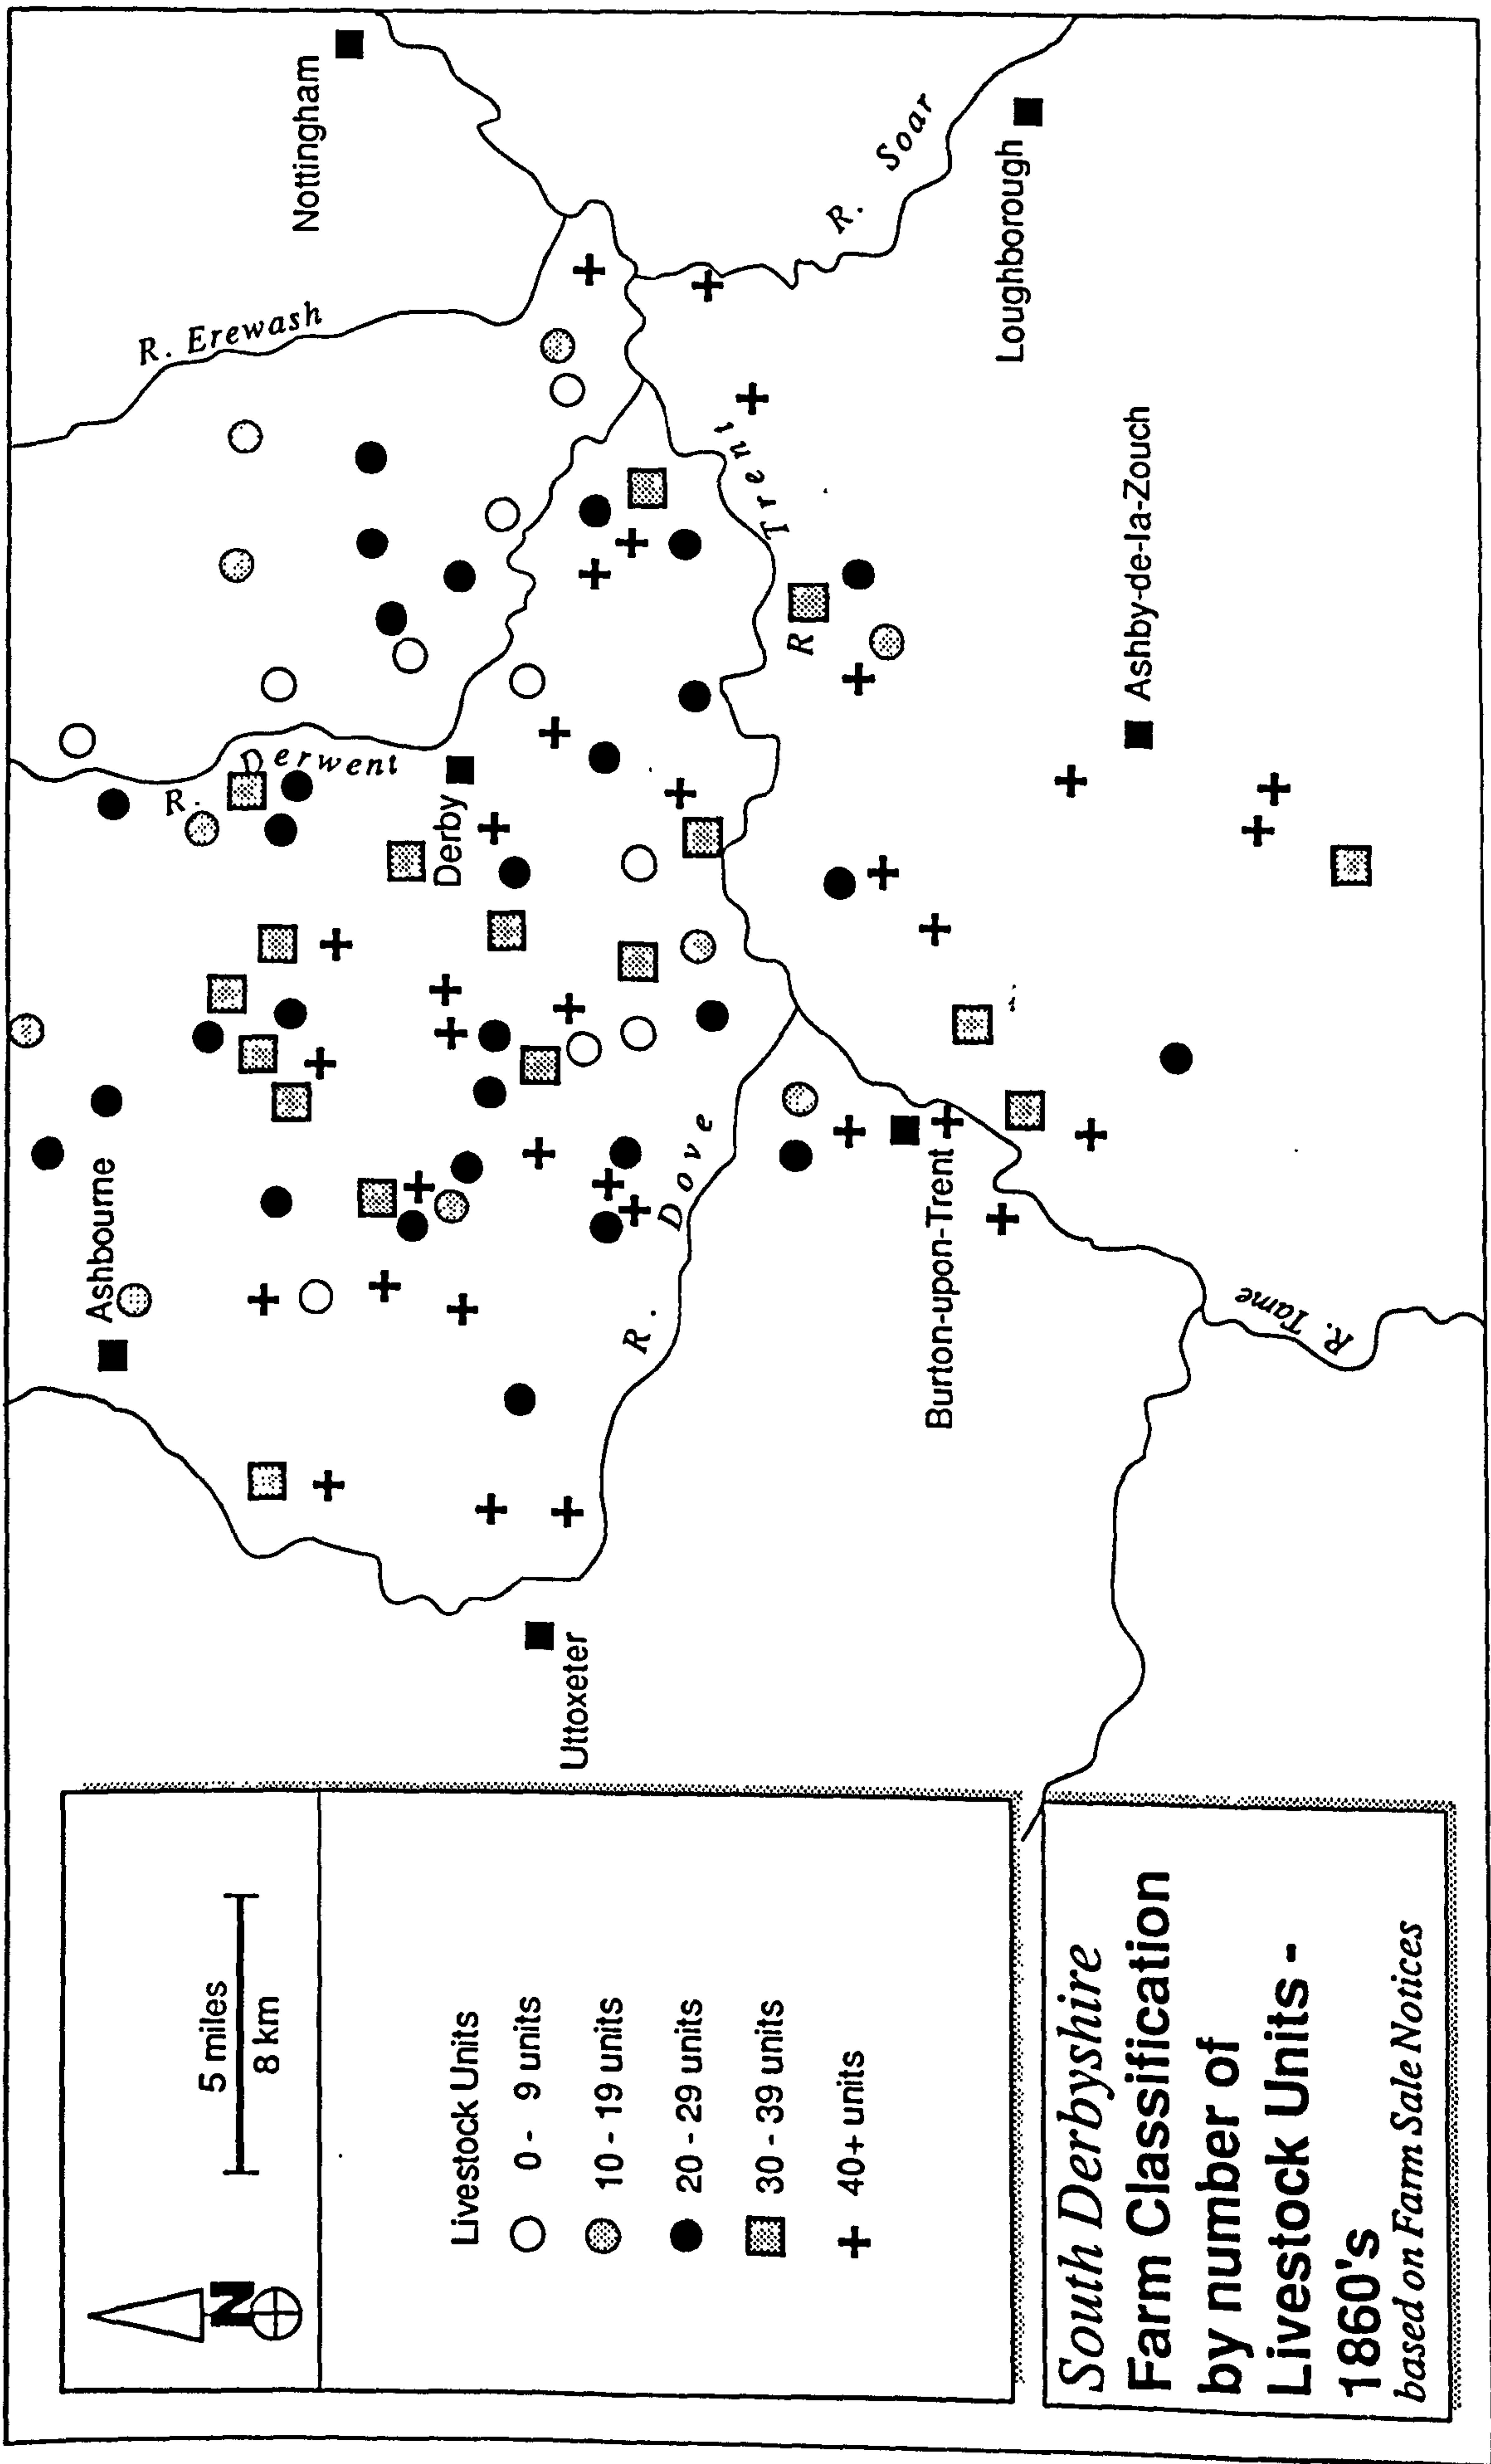 South Derbyshire
Farm Classification
by number of
Livestock Units -
1860's
based on Farm Sale Notices
N
5 miles
8 km
Livestock Units
0 - 9 units
10 - 19 units
20 - 29 units
30 - 39 units
40+ units
Ashbourne
Uttoxeter
Derby
Nottingham
Burton-upon-Trent
Ashby-de-la-Zouch
Loughborough
R. Erewash
R. Derwent
R. Dove
R Trent
R. Soar
R. Tame